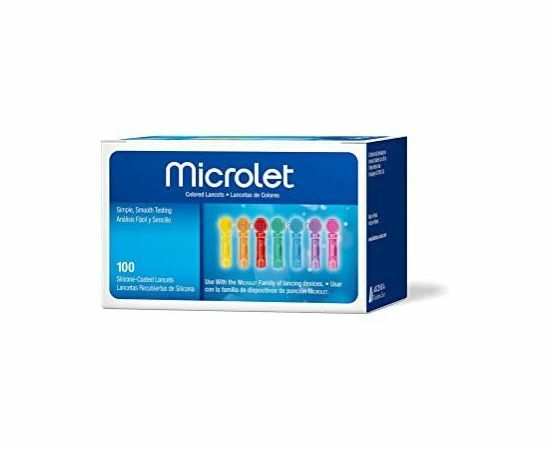 Microlet
Colored Lancets • Lancetas de Colores
Simple, Smooth Testing
Análisis Fácil y Sencillo
100
Silicone-Coated Lancets
Lancetas Recubiertas de Silicona
Use With the MICROLET Family of lancing devices. • Usar
con la familia de dispositivos de punción MICROLET.
ASCENSIA